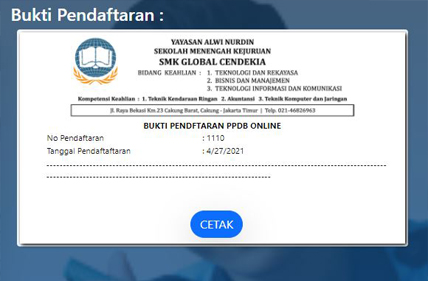 Bukti Pendaftaran :
YAYASAN ALWI NURDIN
SEKOLAH MENENGAH KEJURUAN
SMK GLOBAL CENDEKIA
BIDANG KEAHLIAN : 1. TEKNOLOGI DAN REKAYASA
2. BISNIS DAN MANAJEMEN
3. TEKNOLOGI INFORMASI DAN KOMUNIKASI
Kompetensi Keahlian : 1. Teknik Kendaraan Ringan 2. Akuntansi 3. Teknik Komputer dan Jaringan
Jl. Raya Bekasi Km.23 Cakung Barat, Cakung - Jakarta Timur | Telp. 021-46826963
BUKTI PENDFTARAN PPDB ONLINE
No Pendaftaran : 1110
Tanggal Pendaftaftaran : 4/27/2021
CETAK